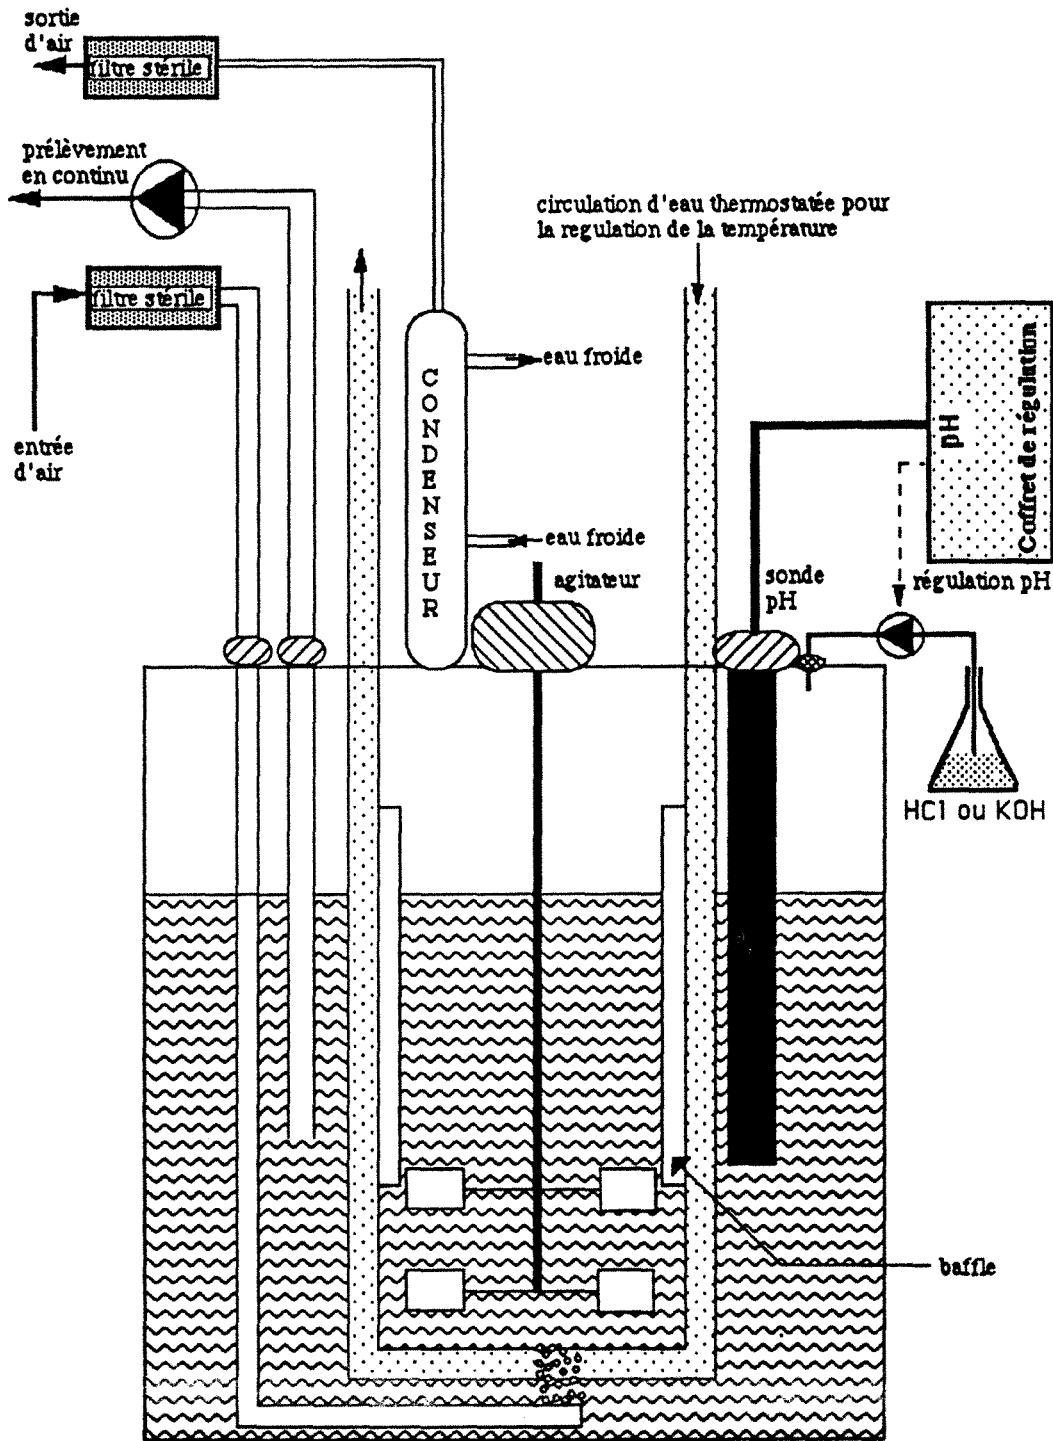 sortie
d'air
filtre stérile
prélèvement
en continu
circulation d'eau thermostatée pour
la regulation de la température
filtre stérile
entrée
d'air
eau froide
CONDENSEUR
eau froide
agitateur
pH
Coffret de régulation
sonde
pH
régulation pH
HCl ou KOH
baffle